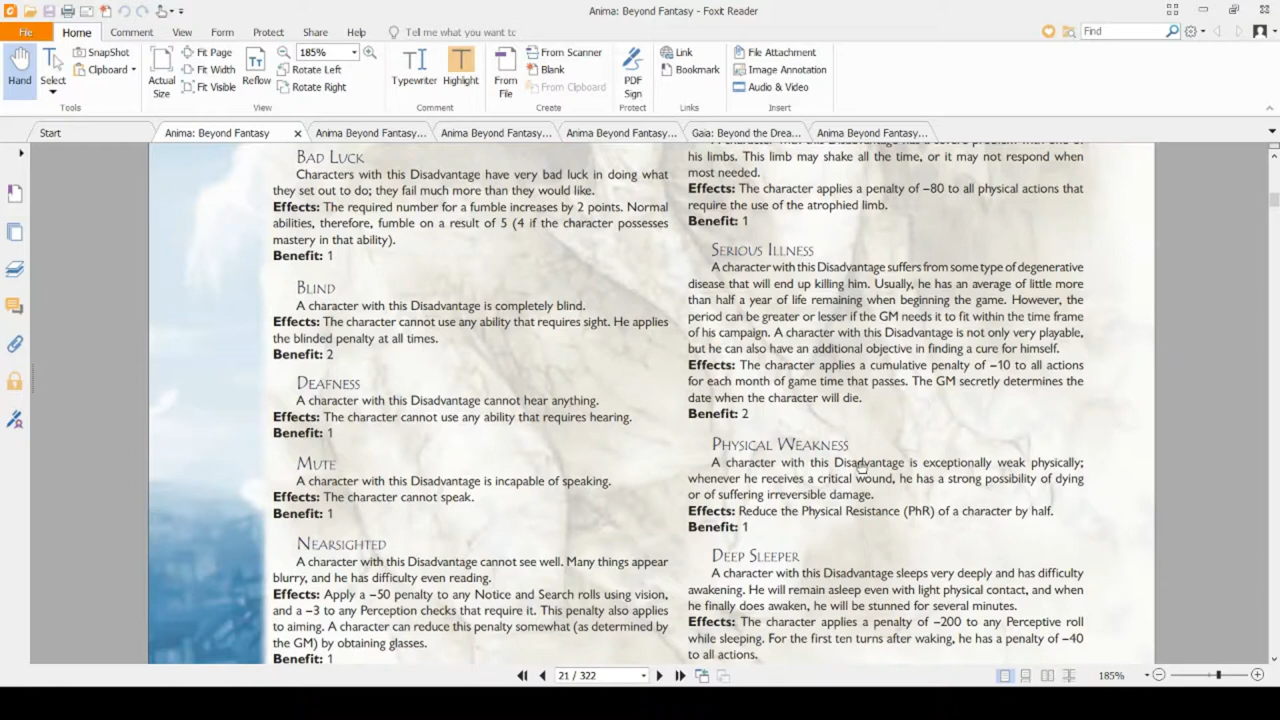 Anima: Beyond Fantasy - Foxit Reader
File
Home
Comment
View
Form
Protect
Share
Help
Tell me what you want tc
Find
Hand
Select
SnapShot
Clipboard
Actual Size
Fit Page
Fit Width
Fit Visible
Reflow
185%
Rotate Left
Rotate Right
Typewriter
Highlight
From File
From Scanner
Blank
From Clipboard
PDF Sign
Link
Bookmark
File Attachment
Image Annotation
Audio & Video
Tools
View
Comment
Create
Protect
Links
Insert
Start
Anima: Beyond Fantasy
Anima Beyond Fantasy...
Anima Beyond Fantasy...
Anima Beyond Fantasy...
Gaia: Beyond the Drea...
Anima Beyond Fantasy...
BAD LUCK
Characters with this Disadvantage have very bad luck in doing what
they set out to do; they fail much more than they would like.
Effects: The required number for a fumble increases by 2 points. Normal
abilities, therefore, fumble on a result of 5 (4 if the character possesses
mastery in that ability).
Benefit: 1
BLIND
A character with this Disadvantage is completely blind.
Effects: The character cannot use any ability that requires sight. He applies
the blinded penalty at all times.
Benefit: 2
DEAFNESS
A character with this Disadvantage cannot hear anything.
Effects: The character cannot use any ability that requires hearing.
Benefit: 1
MUTE
A character with this Disadvantage is incapable of speaking.
Effects: The character cannot speak.
Benefit: 1
NEARSIGHTED
A character with this Disadvantage cannot see well. Many things appear
blurry, and he has difficulty even reading.
Effects: Apply a –50 penalty to any Notice and Search rolls using vision,
and a –3 to any Perception checks that require it. This penalty also applies
to aiming. A character can reduce this penalty somewhat (as determined by
the GM) by obtaining glasses.
Benefit: 1
A character with this Disadvantage has a severe problem with one of
his limbs. This limb may shake all the time, or it may not respond when
most needed.
Effects: The character applies a penalty of –80 to all physical actions that
require the use of the atrophied limb.
Benefit: 1
SERIOUS ILLNESS
A character with this Disadvantage suffers from some type of degenerative
disease that will end up killing him. Usually, he has an average of little more
than half a year of life remaining when beginning the game. However, the
period can be greater or lesser if the GM needs it to fit within the time frame
of his campaign. A character with this Disadvantage is not only very playable,
but he can also have an additional objective in finding a cure for himself.
Effects: The character applies a cumulative penalty of –10 to all actions
for each month of game time that passes. The GM secretly determines the
date when the character will die.
Benefit: 2
PHYSICAL WEAKNESS
A character with this Disadvantage is exceptionally weak physically;
whenever he receives a critical wound, he has a strong possibility of dying
or of suffering irreversible damage.
Effects: Reduce the Physical Resistance (PhR) of a character by half.
Benefit: 1
DEEP SLEEPER
A character with this Disadvantage sleeps very deeply and has difficulty
awakening. He will remain asleep even with light physical contact, and when
he finally does awaken, he will be stunned for several minutes.
Effects: The character applies a penalty of –200 to any Perceptive roll
while sleeping. For the first ten turns after waking, he has a penalty of –40
to all actions.
21 / 322
185%